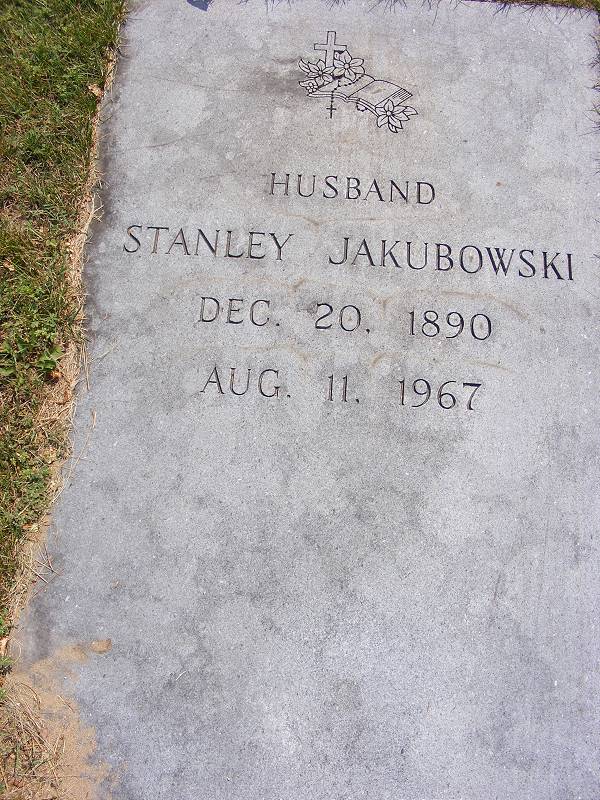 HUSBAND
STANLEY JAKUBOWSKI
DEC. 20, 1890
AUG. 11, 1967